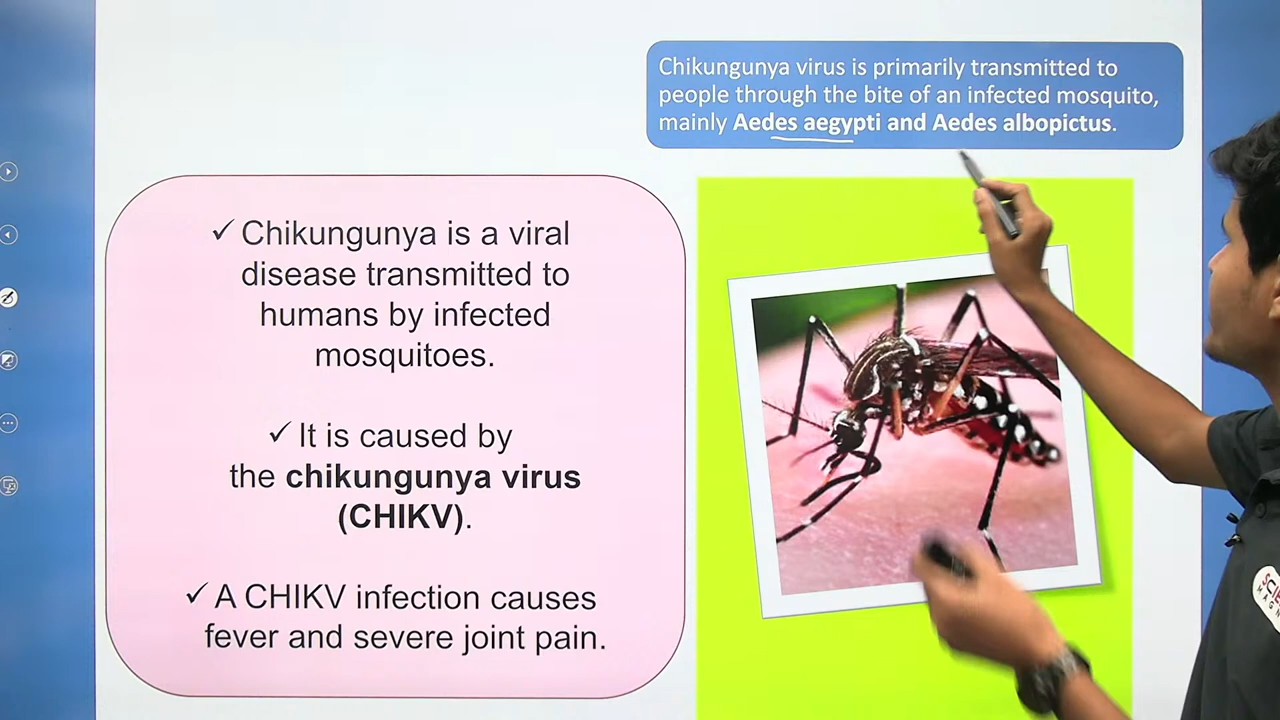 Chikungunya virus is primarily transmitted to
people through the bite of an infected mosquito,
mainly Aedes aegypti and Aedes albopictus.
✓ Chikungunya is a viral
disease transmitted to
humans by infected
mosquitoes.
✓ It is caused by
the chikungunya virus
(CHIKV).
✓ A CHIKV infection causes
fever and severe joint pain.